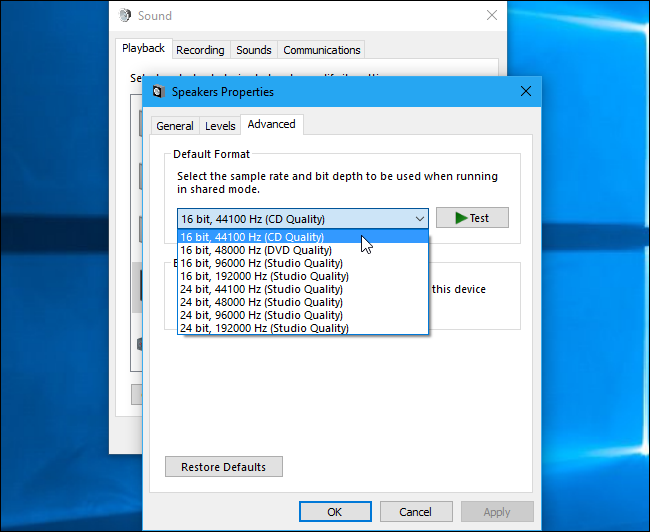 Sound
Playback Recording Sounds Communications
Speakers Properties
General Levels Advanced
Default Format
Select the sample rate and bit depth to be used when running
in shared mode.
16 bit, 44100 Hz (CD Quality)
Test
16 bit, 44100 Hz (CD Quality)
16 bit, 48000 Hz (DVD Quality)
16 bit, 96000 Hz (Studio Quality)
16 bit, 192000 Hz (Studio Quality)
24 bit, 44100 Hz (Studio Quality)
this device
24 bit, 48000 Hz (Studio Quality)
24 bit, 96000 Hz (Studio Quality)
24 bit, 192000 Hz (Studio Quality)
Restore Defaults
OK Cancel Apply